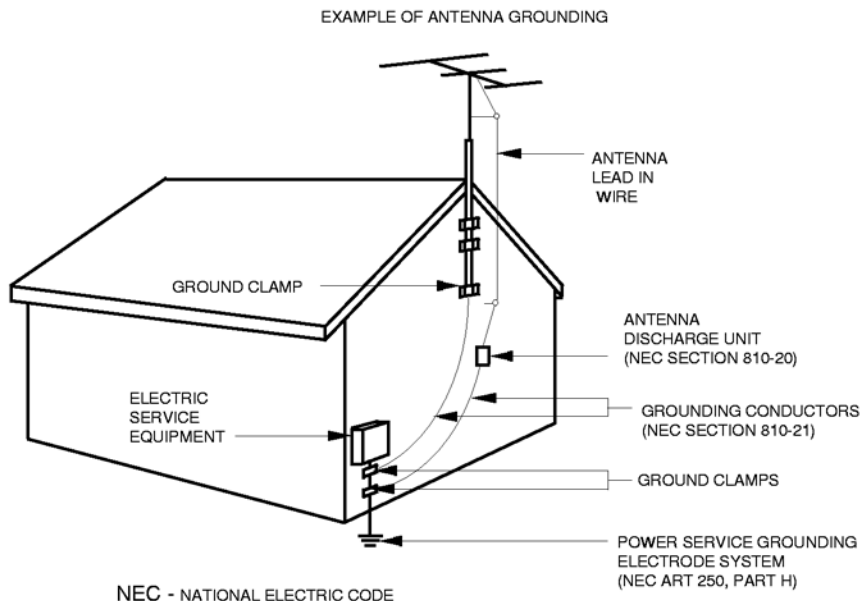 EXAMPLE OF ANTENNA GROUNDING
ANTENNA
LEAD IN
WIRE
GROUND CLAMP
ANTENNA
DISCHARGE UNIT
(NEC SECTION 810-20)
ELECTRIC
SERVICE
EQUIPMENT
GROUNDING CONDUCTORS
(NEC SECTION 810-21)
GROUND CLAMPS
POWER SERVICE GROUNDING
ELECTRODE SYSTEM
(NEC ART 250, PART H)
NEC - NATIONAL ELECTRIC CODE